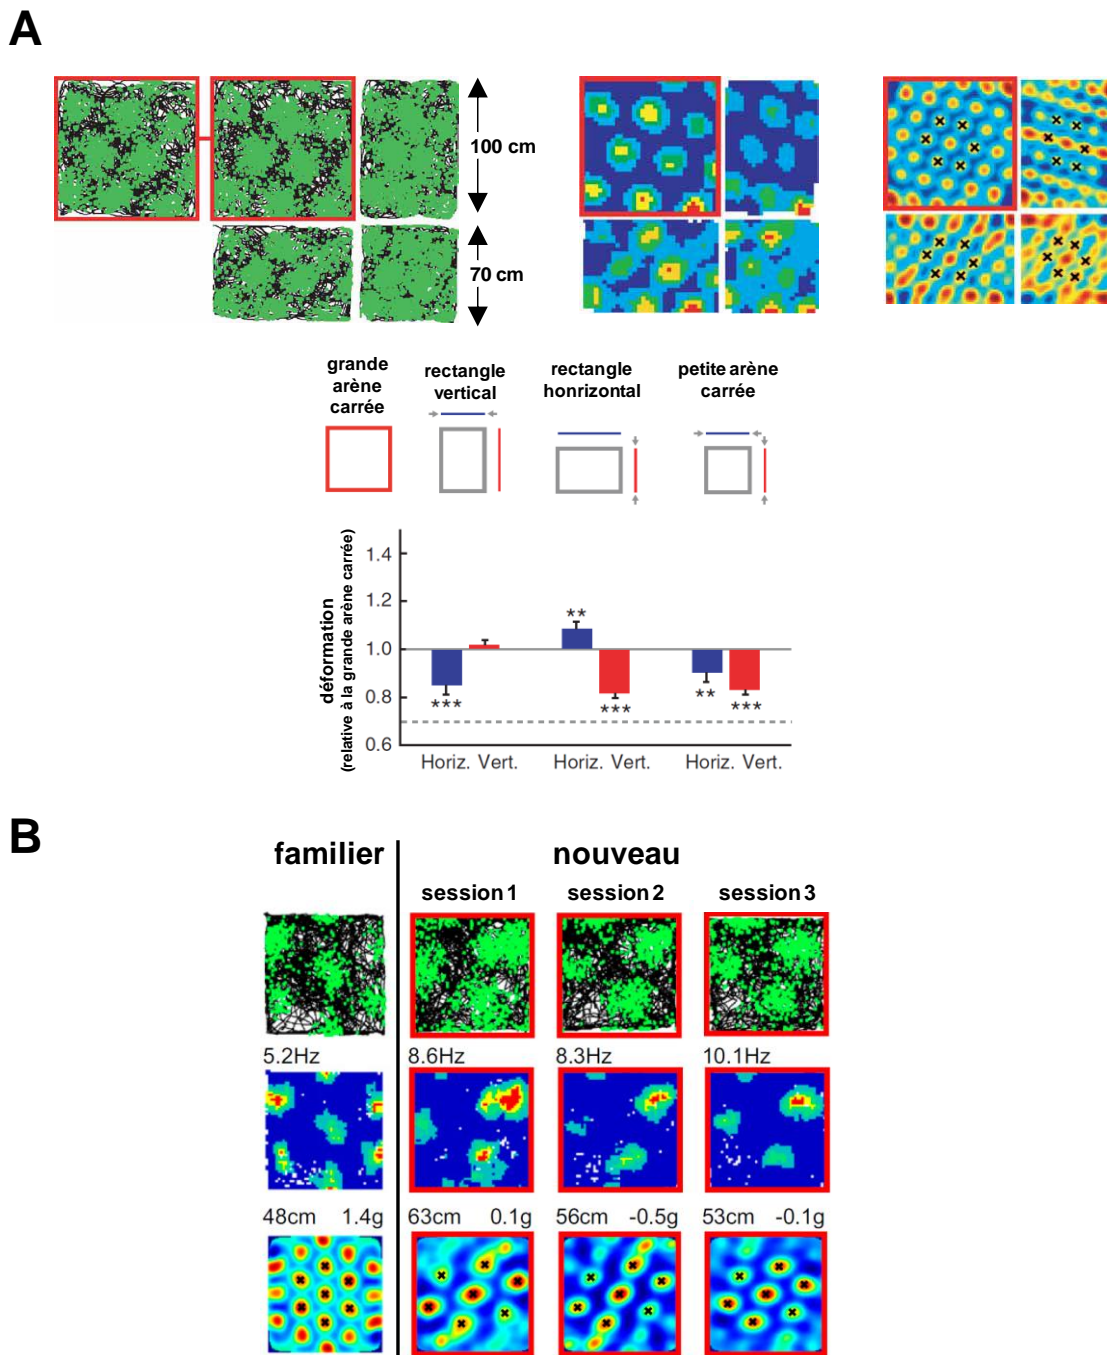 A
100 cm
70 cm
grande
arène
carrée
rectangle
vertical
rectangle
honrizontal
petite arène
carrée
déformation
(relative à la grande arène carrée)
1.4
1.2
1.0
0.8
0.6
**
***
***
**
***
Horiz. Vert.
Horiz. Vert.
Horiz. Vert.
B
familier
nouveau
session 1
session 2
session 3
5.2Hz
8.6Hz
8.3Hz
10.1Hz
48cm 1.4g
63cm 0.1g
56cm -0.5g
53cm -0.1g